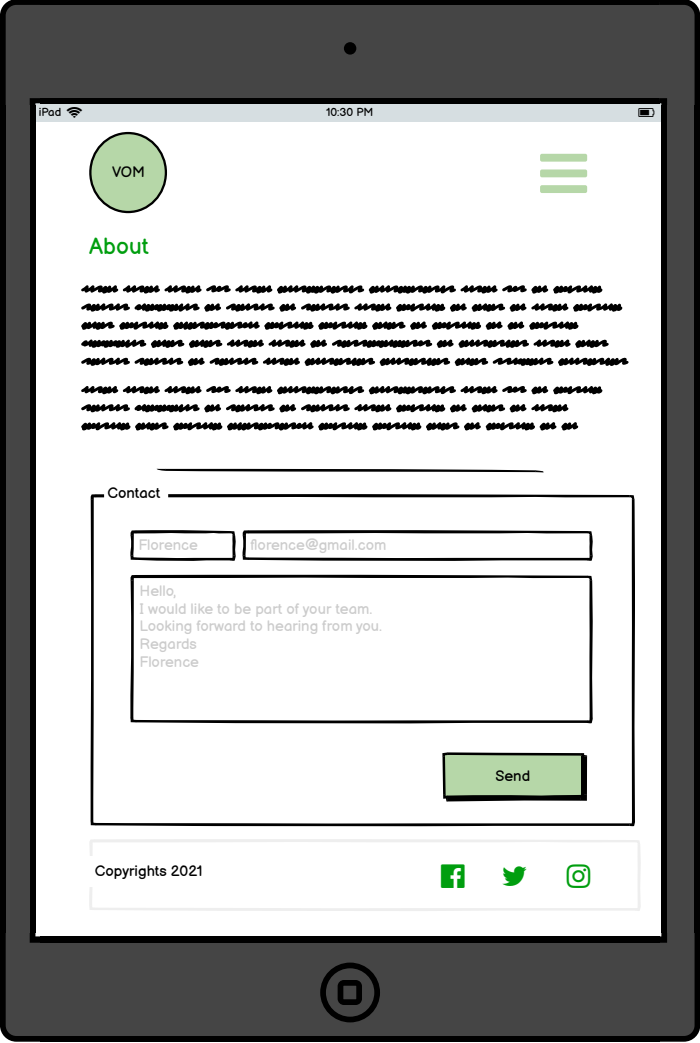 iPad 10:30 PM
VOM
About
Contact
Florence florence@gmail.com
Hello,
I would like to be part of your team.
Looking forward to hearing from you.
Regards
Florence
Send
Copyrights 2021